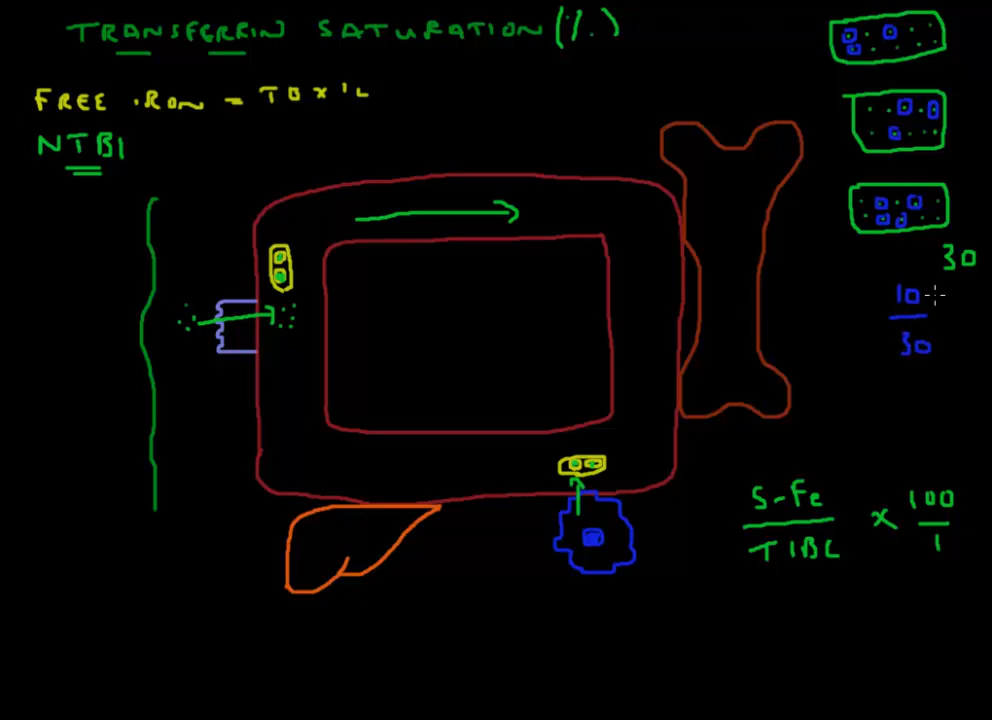 TRANSFERRIN SATURATION (%)
FREE IRON = TOXIC
NTBI
30
10
30
S-Fe
TIBC
x
100
1